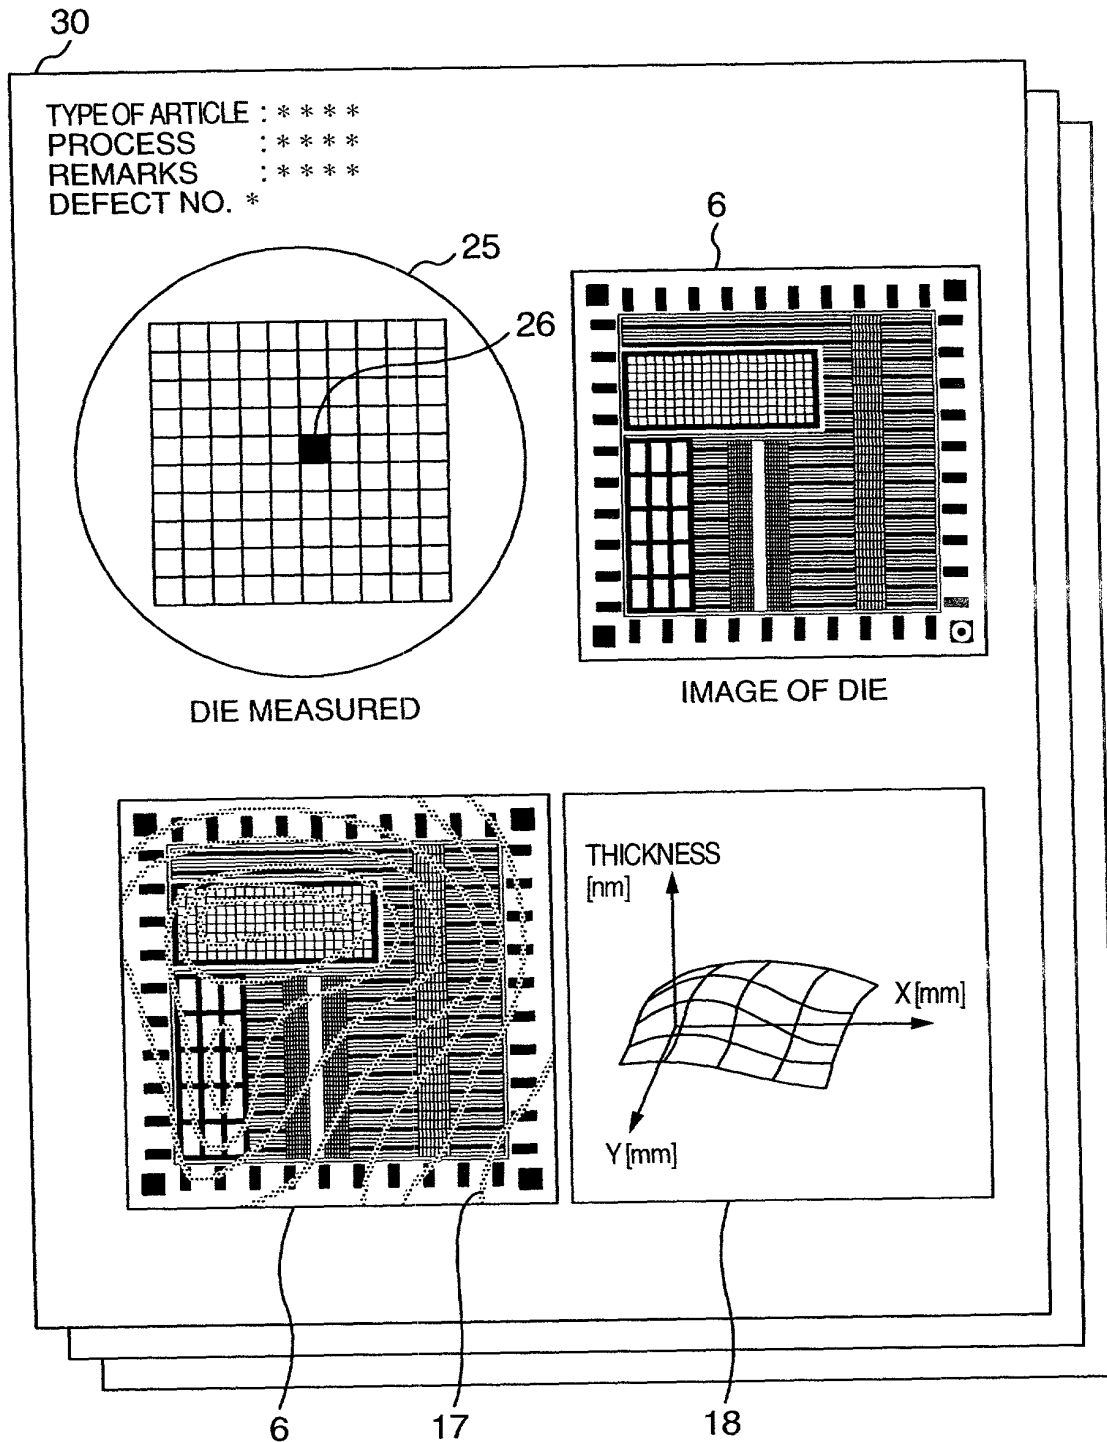 30
TYPE OF ARTICLE : * * * *
PROCESS : * * * *
REMARKS : * * * *
DEFECT NO. *
6
25
26
DIE MEASURED
IMAGE OF DIE
THICKNESS
[nm]
X [mm]
Y [mm]
6
17
18